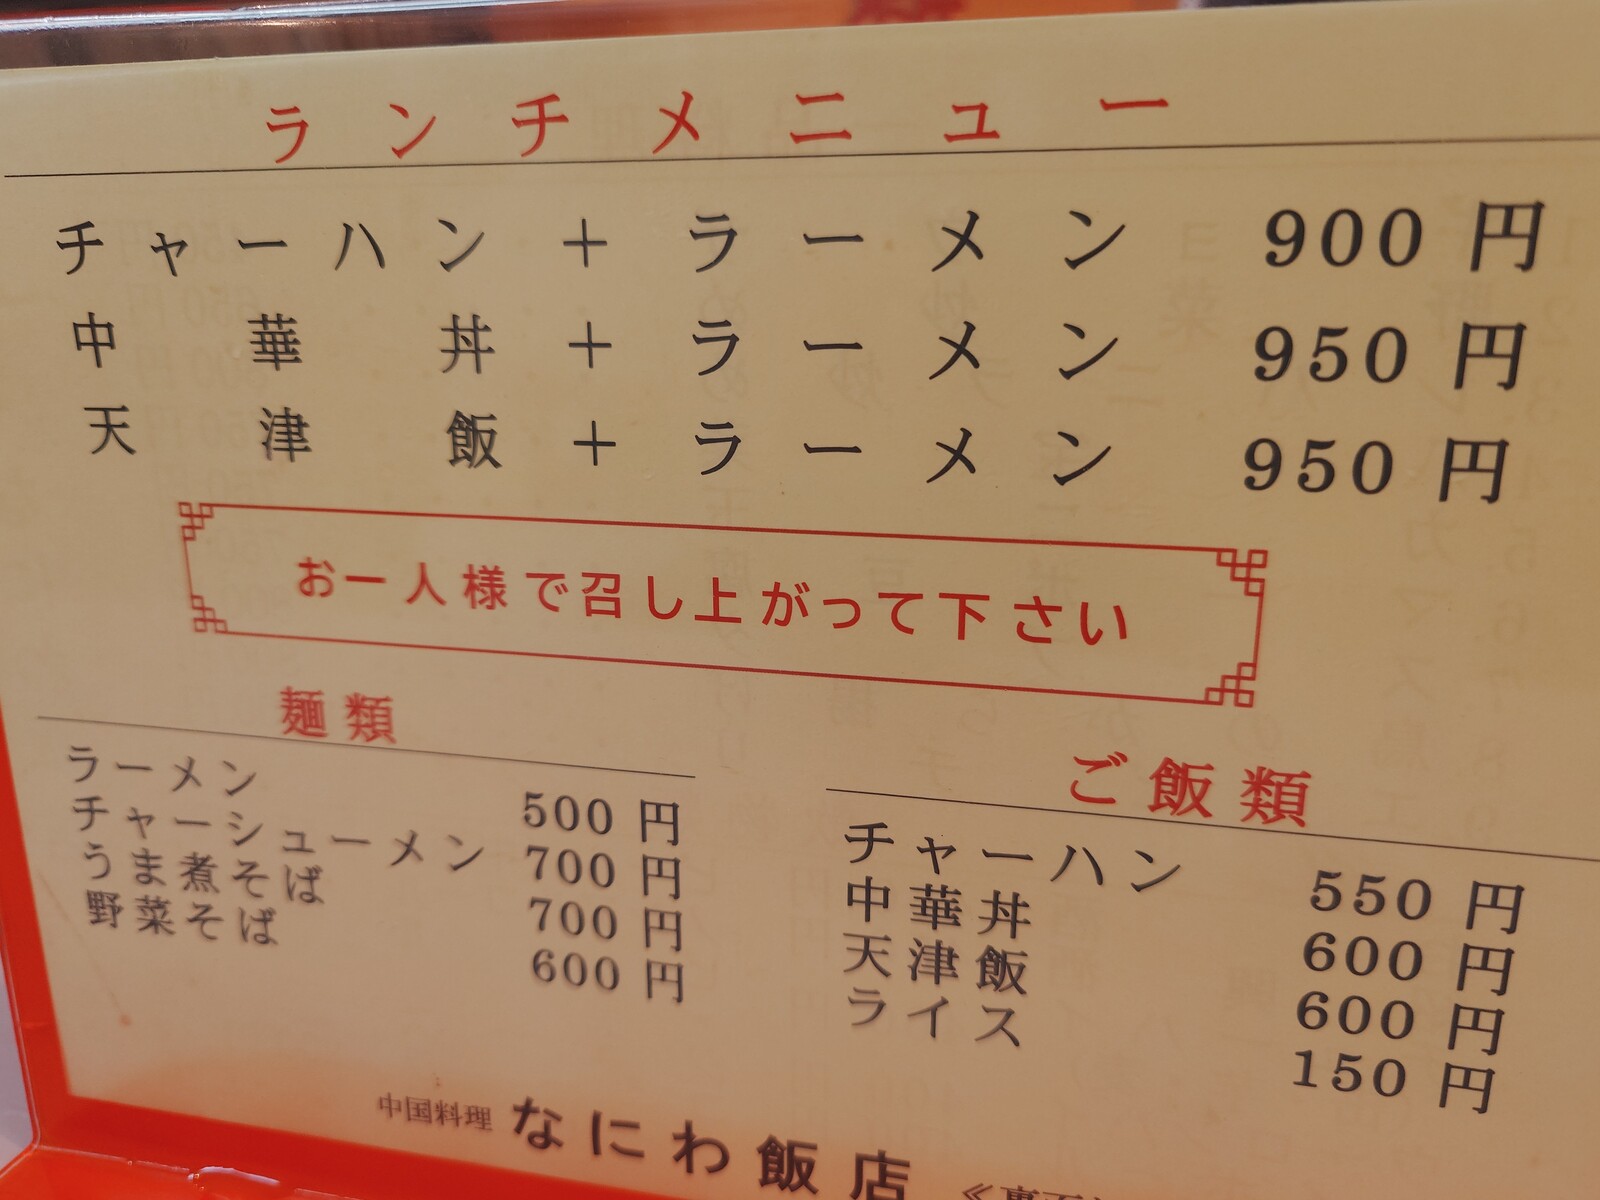 ランチメニュー
チャーハン＋ラーメン 900円
中華丼＋ラーメン 950円
天津飯＋ラーメン 950円
お一人様で召し上がって下さい
麺類
ラーメン 500円
チャーシューメン 700円
うま煮そば 700円
野菜そば 600円
ご飯類
チャーハン 550円
中華丼 600円
天津飯 600円
ライス 150円
中国料理 なにわ飯店